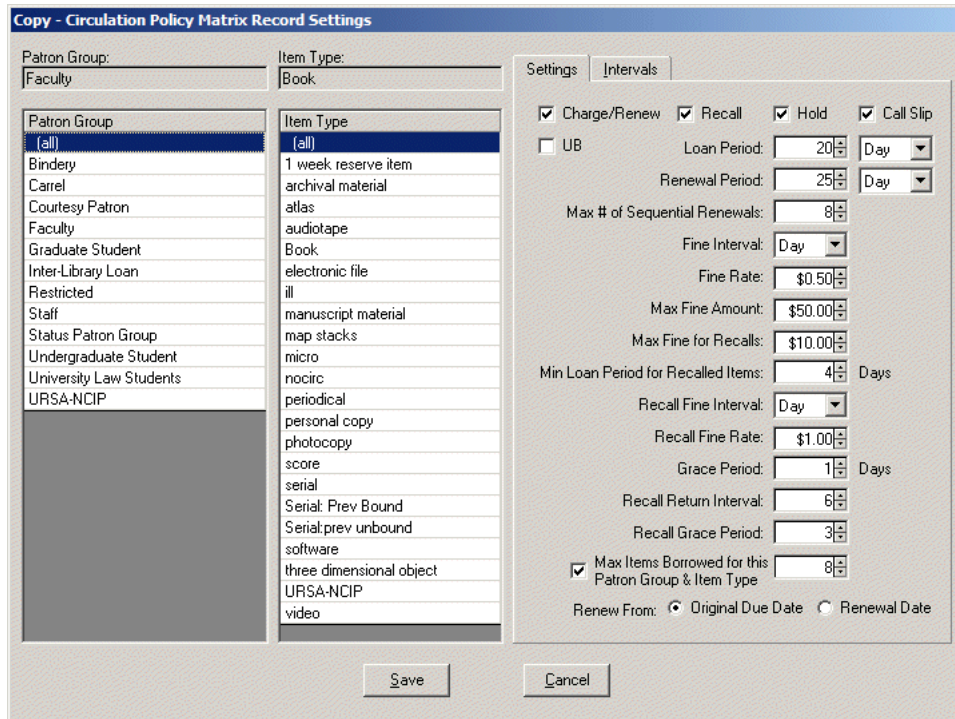 Copy - Circulation Policy Matrix Record Settings
Patron Group:
Faculty
Item Type:
Book
Patron Group
(all)
Bindery
Carrel
Courtesy Patron
Faculty
Graduate Student
Inter-Library Loan
Restricted
Staff
Status Patron Group
Undergraduate Student
University Law Students
URSA-NCIP
Item Type
(all)
1 week reserve item
archival material
atlas
audiotape
Book
electronic file
ill
manuscript material
map stacks
micro
nocirc
periodical
personal copy
photocopy
score
serial
Serial: Prev Bound
Serial:prev unbound
software
three dimensional object
URSA-NCIP
video
Settings Intervals
Charge/Renew Recall Hold Call Slip
UB Loan Period: 20 Day
Renewal Period: 25 Day
Max # of Sequential Renewals: 8
Fine Interval: Day
Fine Rate: $0.50
Max Fine Amount: $50.00
Max Fine for Recalls: $10.00
Min Loan Period for Recalled Items: 4 Days
Recall Fine Interval: Day
Recall Fine Rate: $1.00
Grace Period: 1 Days
Recall Return Interval: 6
Recall Grace Period: 3
Max Items Borrowed for this
Patron Group & Item Type 8
Renew From: Original Due Date Renewal Date
Save Cancel